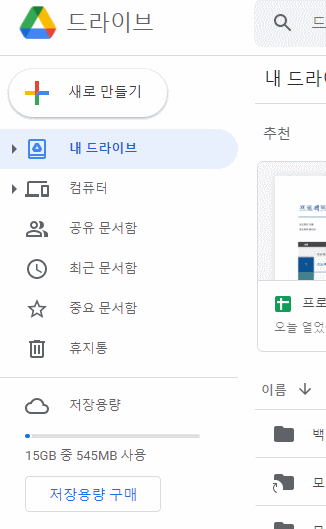 드라이브
드
새로 만들기
내 드라이
내 드라이브
추천
컴퓨터
공유 문서함
최근 문서함
중요 문서함
프로
오늘 열었
휴지통
이름
저장용량
백
15GB 중 545MB 사용
모
저장용량 구매